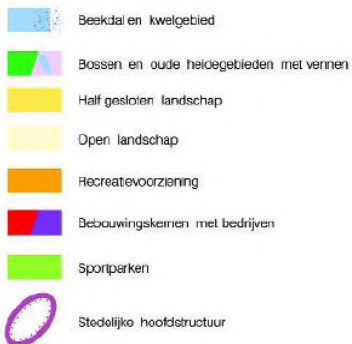 Beekdal en kwelgebied
Bossen en oude heidegebieden met vennen
Half gesloten landschap
Open landschap
Recreatievoorziening
Bebouwingskernen met bedrijven
Sportparken
Stedelijke hoofdstructuur